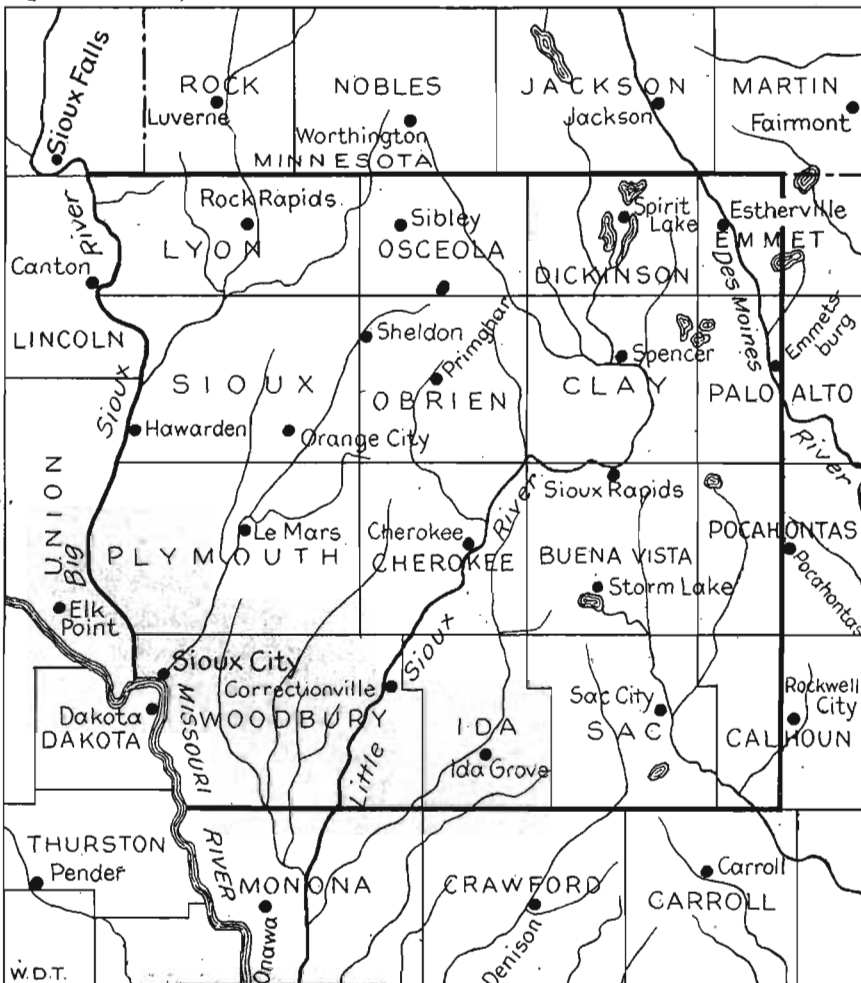 Sioux Falls
ROCK
Luverne
NOBLES
Worthington
MINNESOTA
JACKSON
Jackson
MARTIN
Fairmont
River
Canton
Rock Rapids
LYON
Sibley
OSCEOLA
Spirit
Lake
DICKINSON
Estherville
EMMET
Des Moines
LINCOLN
Sioux
SIOUX
Hawarden
Orange City
Sheldon
Primghar
OBRIEN
Spencer
CLAY
Emmets-
burg
PALO ALTO
River
UNION
Big
Elk
Point
PLYMOUTH
Le Mars
Cherokee
CHEROKEE
River
Sioux Rapids
BUENA VISTA
Storm Lake
POCAHONTAS
Pocahontas
Sioux City
Dakota
DAKOTA
MISSOURI
WOODBURY
Correctionville
Little
Sioux
IDA
Ida Grove
Sac City
SAC
Rockwell
City
CALHOUN
THURSTON
Pender
RIVER
MONONA
Onawa
CRAWFORD
Denison
Carroll
CARROLL
W.D.T.